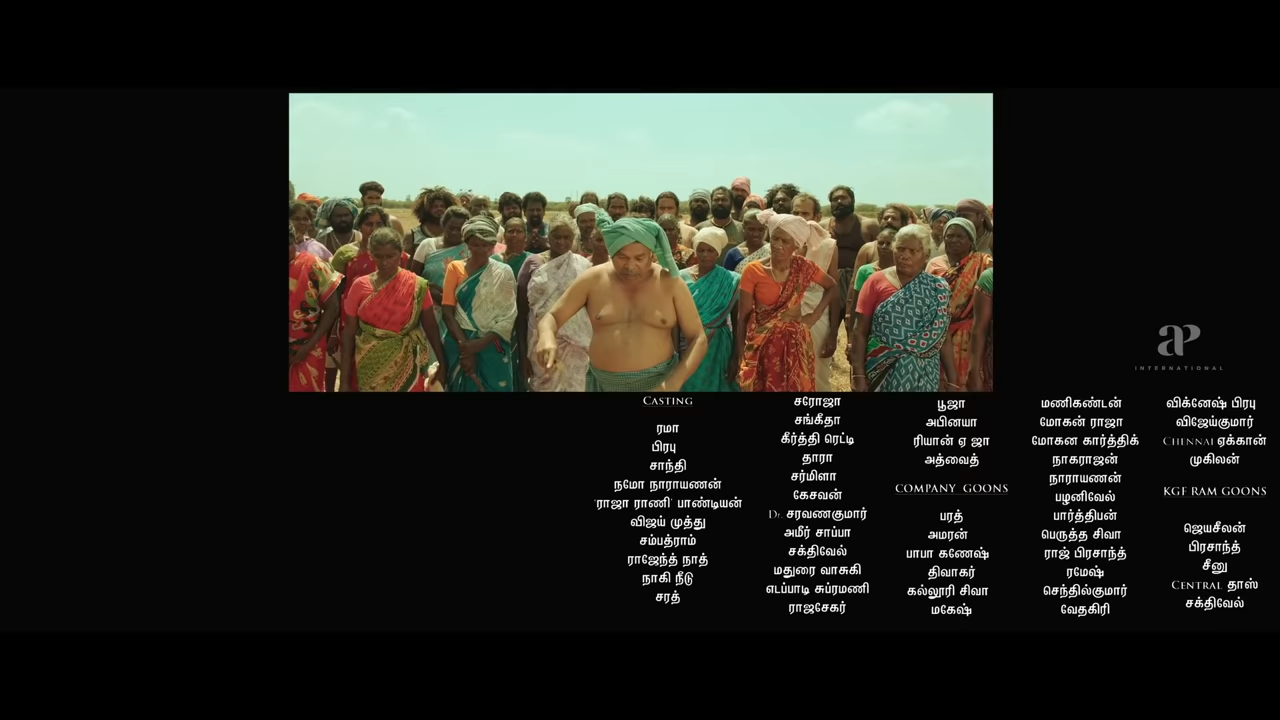 aP
INTERNATIONAL
CASTING
ரமா
பிரபு
சாந்தி
நமோ நாராயணன்
'ராஜா ராணி' பாண்டியன்
விஜய் முத்து
சம்பத்ராம்
ராஜேந்த் நாத்
நாகி நீடு
சரத்
சரோஜா
சங்கீதா
கீர்த்தி ரெட்டி
தாரா
சர்மிளா
கேசவன்
Dr. சரவணகுமார்
அமீர் சாப்பா
சக்திவேல்
மதுரை வாசுகி
எடப்பாடி சுப்ரமணி
ராஜசேகர்
பூஜா
அபினயா
ரியான் ஏ ஜா
அத்வைத்
COMPANY GOONS
பரத்
அமரன்
பாபா கணேஷ்
திவாகர்
கல்லூரி சிவா
மகேஷ்
மணிகண்டன்
மோகன் ராஜா
மோகன கார்த்திக்
நாகராஜன்
நாராயணன்
பழனிவேல்
பார்த்திபன்
பெருத்த சிவா
ராஜ் பிரசாந்த்
ரமேஷ்
செந்தில்குமார்
வேதகிரி
விக்னேஷ் பிரபு
விஜேய்குமார்
CHENNAI ஏக்கான்
முகிலன்
KGF RAM GOONS
ஜெயசீலன்
பிரசாந்த்
சீனு
CENTRAL தாஸ்
சக்திவேல்